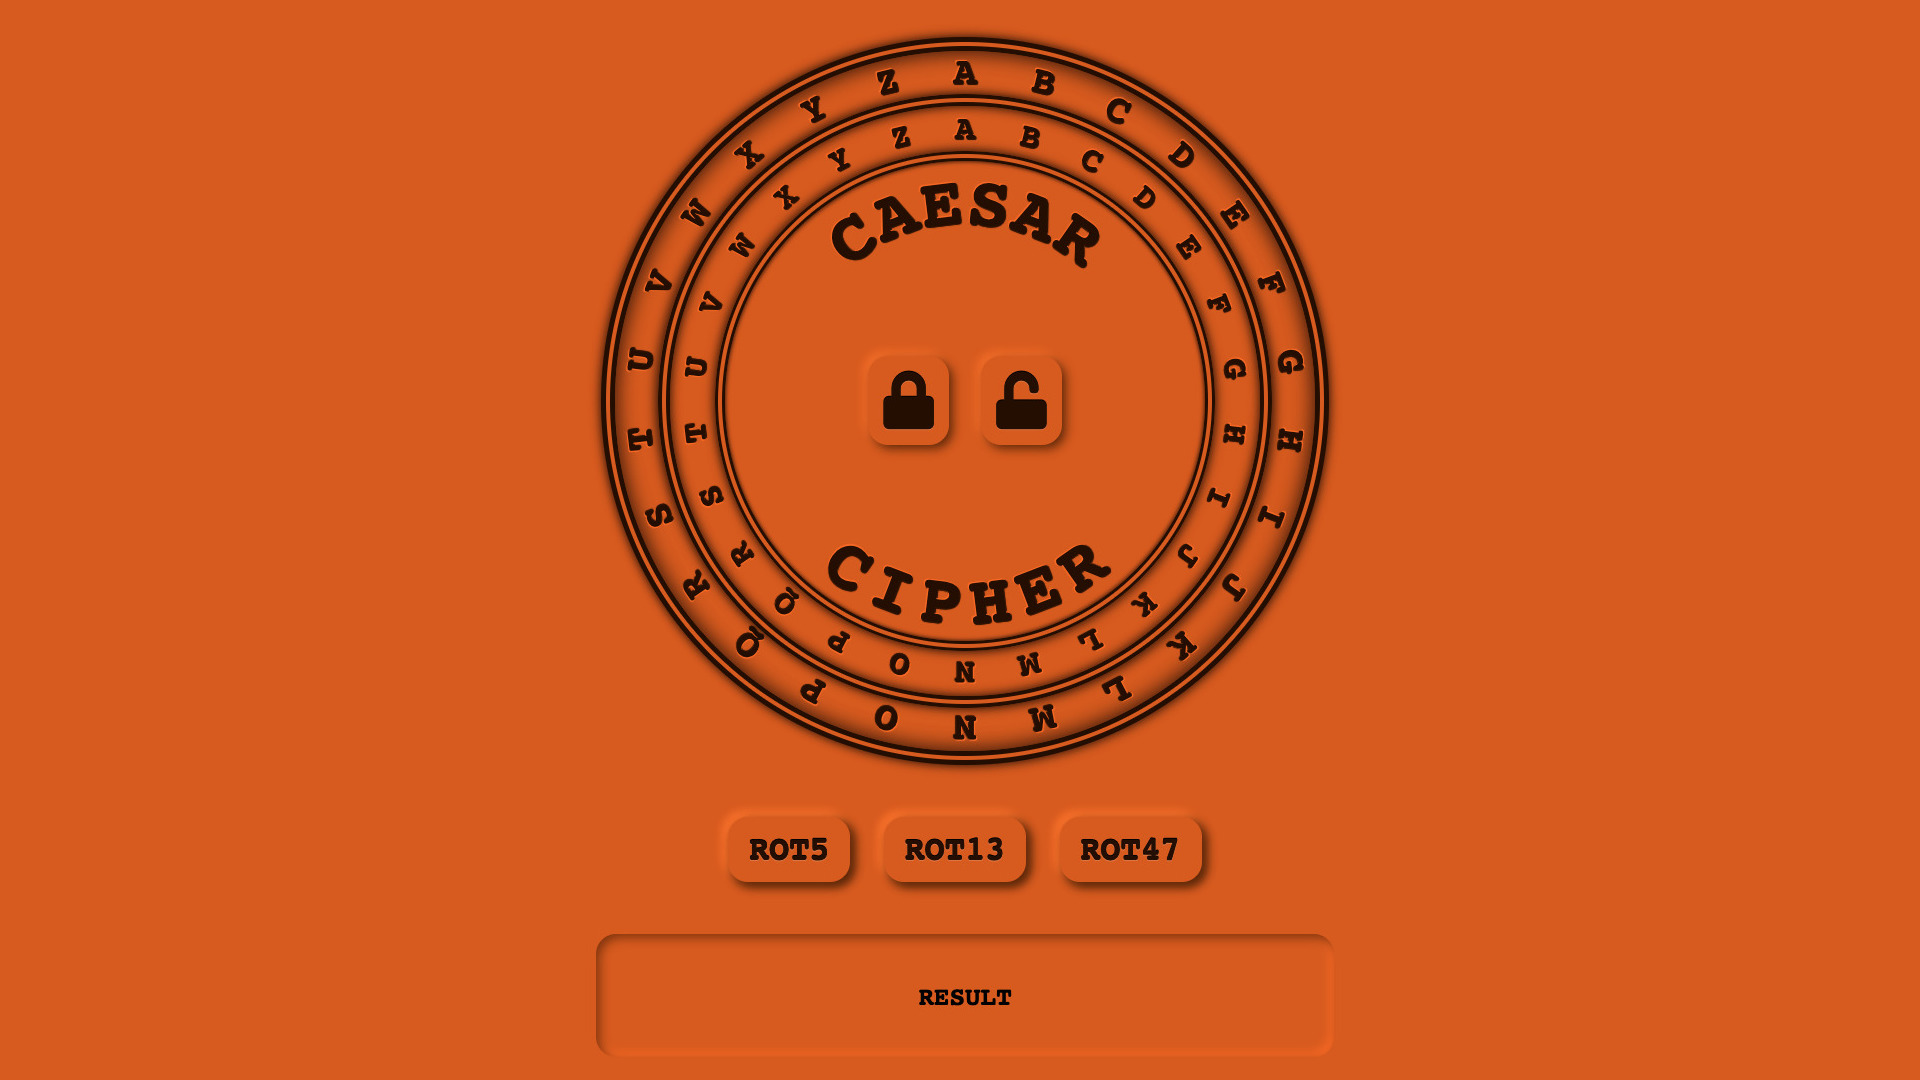 A B C D E F G H I J K L M N O P Q R S T U V W X Y Z
A B C D E F G H I J K L M N O P Q R S T U V W X Y Z
CAESAR
CIPHER
ROT5 ROT13 ROT47
RESULT